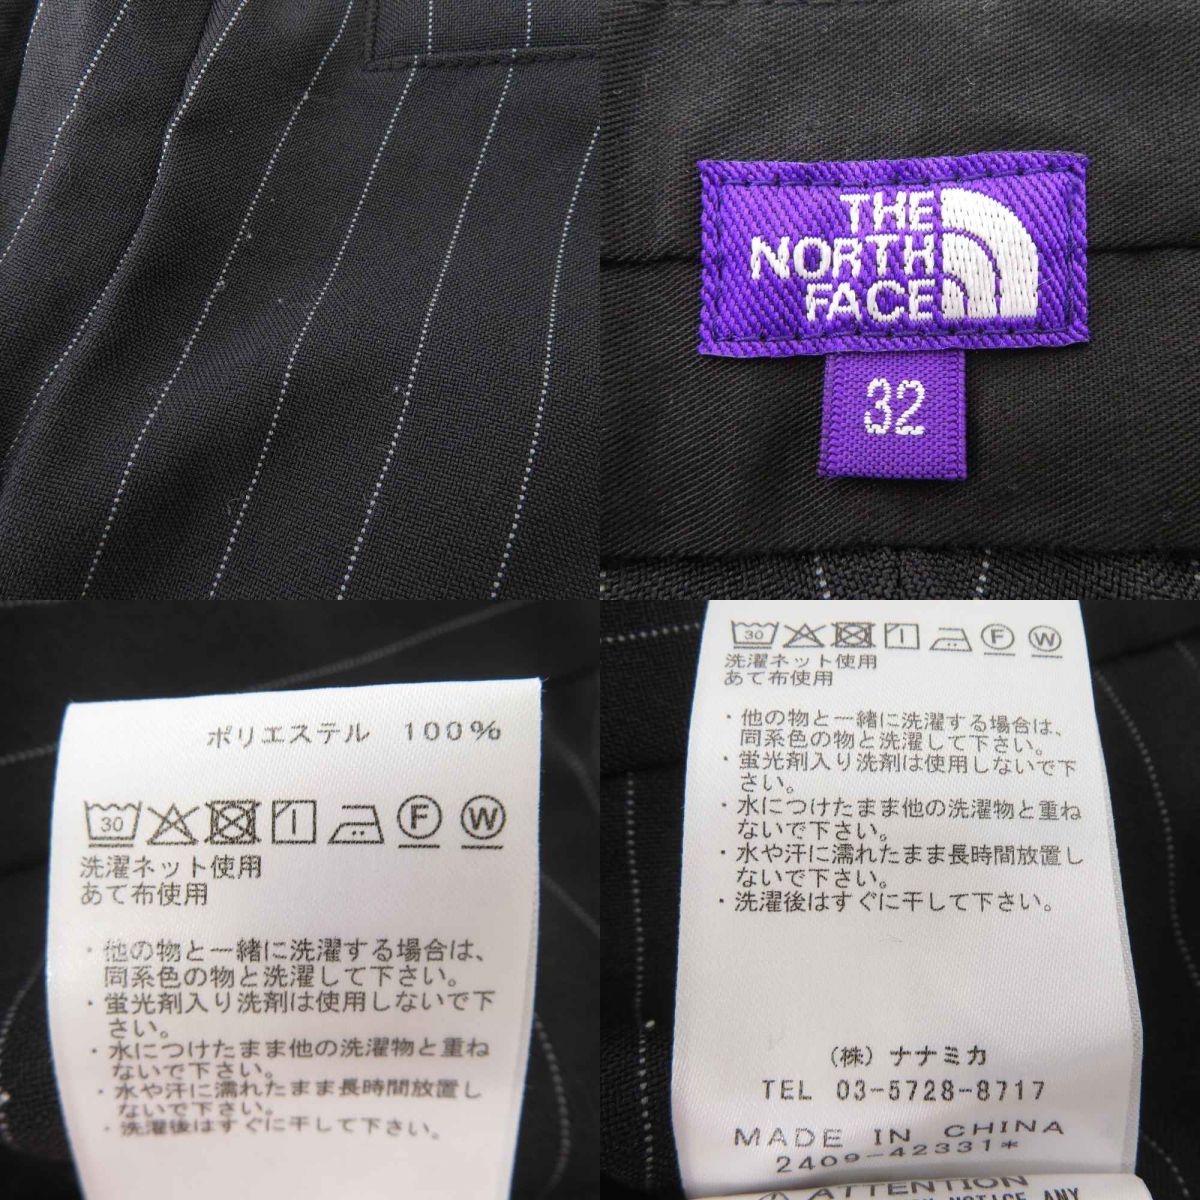 THE
NORTH
FACE
32
ポリエステル 100%
30 F W
洗濯ネット使用
あて布使用
・他の物と一緒に洗濯する場合は、
同系色の物と洗濯して下さい。
・蛍光剤入り洗剤は使用しないで下
さい。
・水につけたまま他の洗濯物と重ね
ないで下さい。
・水や汗に濡れたまま長時間放置し
ないで下さい。
・洗濯後はすぐに干して下さい。
30 F W
洗濯ネット使用
あて布使用
・他の物と一緒に洗濯する場合は、
同系色の物と洗濯して下さい。
・蛍光剤入り洗剤は使用しないで下
さい。
・水につけたまま他の洗濯物と重ね
ないで下さい。
・水や汗に濡れたまま長時間放置し
ないで下さい。
・洗濯後はすぐに干して下さい。
(株) ナナミカ
TEL 03-5728-8717
MADE IN CHINA
2409-42331*
ATTENTION
NOTICE ANY